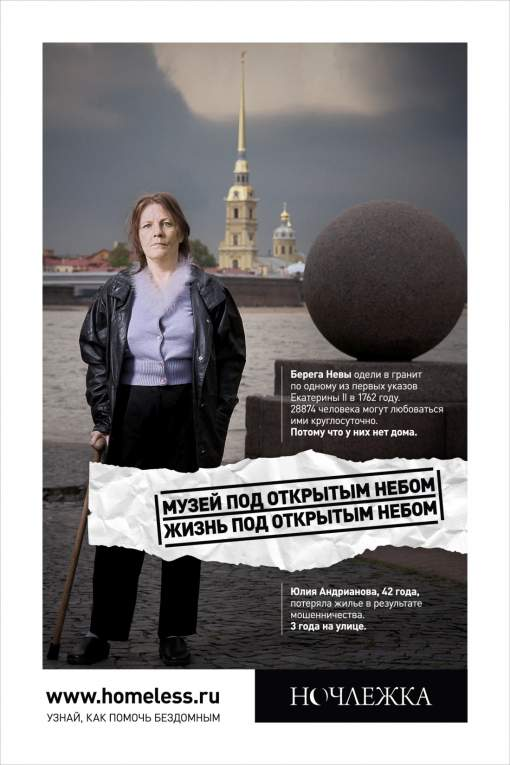 Берега Невы одели в гранит
по одному из первых указов
Екатерины II в 1762 году.
28874 человека могут любоваться
ими круглосуточно.
Потому что у них нет дома.
МУЗЕЙ ПОД ОТКРЫТЫМ НЕБОМ
ЖИЗНЬ ПОД ОТКРЫТЫМ НЕБОМ
Юлия Андрианова, 42 года,
потеряла жилье в результате
мошенничества.
3 года на улице.
www.homeless.ru
УЗНАЙ, КАК ПОМОЧЬ БЕЗДОМНЫМ
НОЧЛЕЖКА